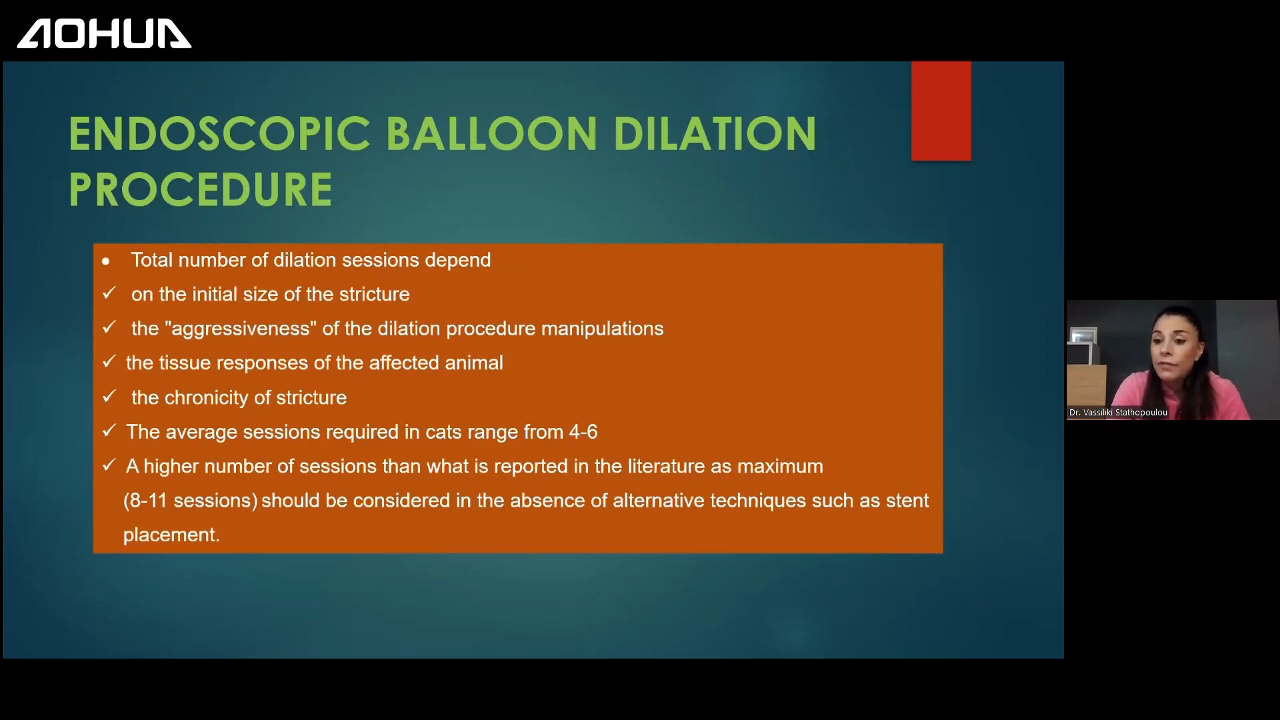 AOHUA
ENDOSCOPIC BALLOON DILATION
PROCEDURE
• Total number of dilation sessions depend
✓ on the initial size of the stricture
✓ the "aggressiveness" of the dilation procedure manipulations
✓ the tissue responses of the affected animal
✓ the chronicity of stricture
✓ The average sessions required in cats range from 4-6
✓ A higher number of sessions than what is reported in the literature as maximum
(8-11 sessions) should be considered in the absence of alternative techniques such as stent
placement.
Dr. Vassiliki Stathopoulou